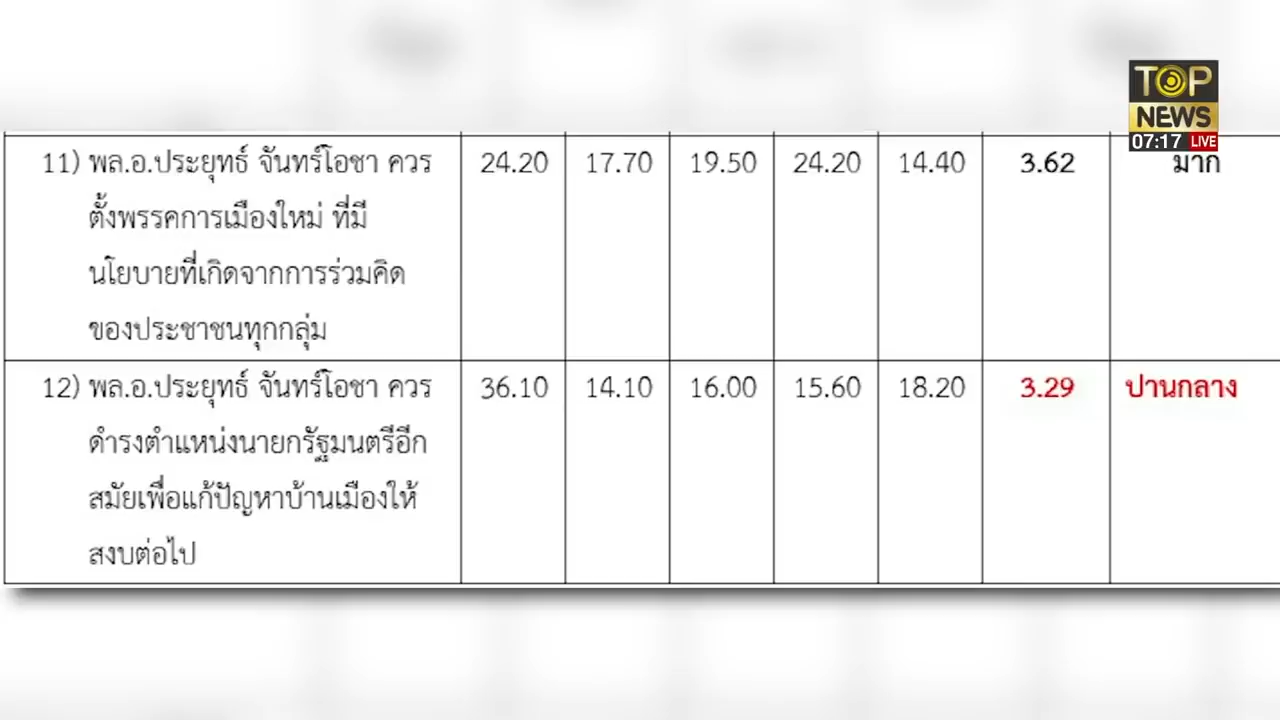 TOP
NEWS
07:17 LIVE
11) พล.อ.ประยุทธ์ จันทร์โอชา ควร 24.20 17.70 19.50 24.20 14.40 3.62 มาก
ตั้งพรรคการเมืองใหม่ ที่มี
นโยบายที่เกิดจากการร่วมคิด
ของประชาชนทุกกลุ่ม
12) พล.อ.ประยุทธ์ จันทร์โอชา ควร 36.10 14.10 16.00 15.60 18.20 3.29 ปานกลาง
ดำรงตำแหน่งนายกรัฐมนตรีอีก
สมัยเพื่อแก้ปัญหาบ้านเมืองให้
สงบต่อไป